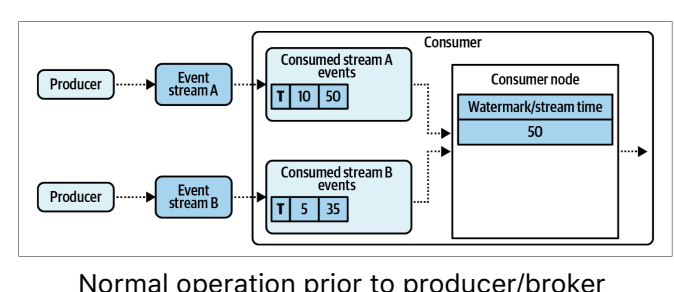 Consumer
Consumed stream A
events
Producer
Event
stream A
T 10 50
Consumer node
Watermark/stream time
50
Consumed stream B
events
Producer
Event
stream B
T 5 35
Normal operation prior to producer/broker